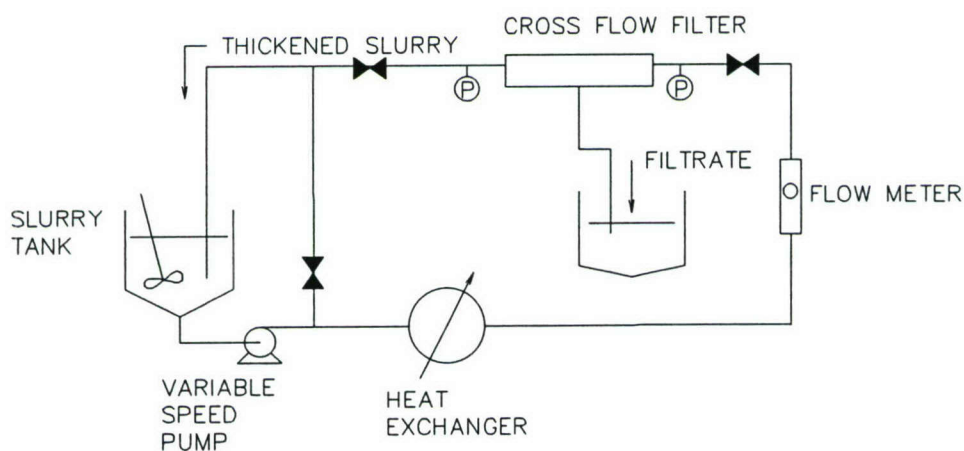 CROSS FLOW FILTER
THICKENED SLURRY
P
P
FILTRATE
FLOW METER
SLURRY
TANK
VARIABLE
SPEED
PUMP
HEAT
EXCHANGER